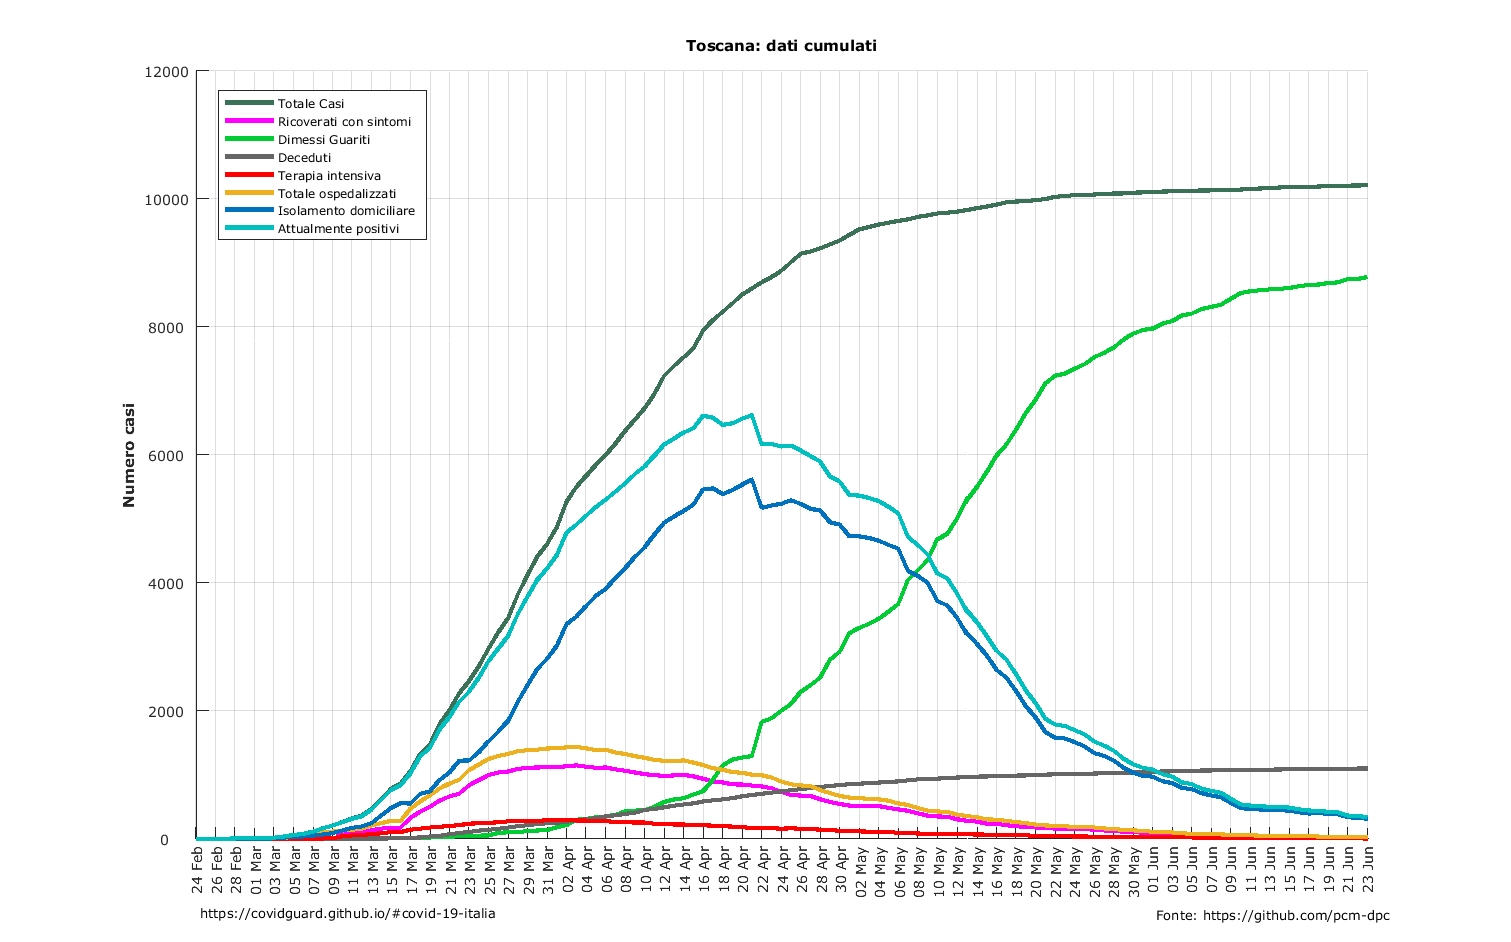 Toscana: dati cumulati
12000
10000
8000
6000
4000
2000
0
Numero casi
Totale Casi
Ricoverati con sintomi
Dimessi Guariti
Deceduti
Terapia intensiva
Totale ospedalizzati
Isolamento domiciliare
Attualmente positivi
24 Feb
26 Feb
28 Feb
01 Mar
03 Mar
05 Mar
07 Mar
09 Mar
11 Mar
13 Mar
15 Mar
17 Mar
19 Mar
21 Mar
23 Mar
25 Mar
27 Mar
29 Mar
31 Mar
02 Apr
04 Apr
06 Apr
08 Apr
10 Apr
12 Apr
14 Apr
16 Apr
18 Apr
20 Apr
22 Apr
24 Apr
26 Apr
28 Apr
30 Apr
02 May
04 May
06 May
08 May
10 May
12 May
14 May
16 May
18 May
20 May
22 May
24 May
26 May
28 May
30 May
01 Jun
03 Jun
05 Jun
07 Jun
09 Jun
11 Jun
13 Jun
15 Jun
17 Jun
19 Jun
21 Jun
23 Jun
https://covidguard.github.io/#covid-19-italia
Fonte: https://github.com/pcm-dpc